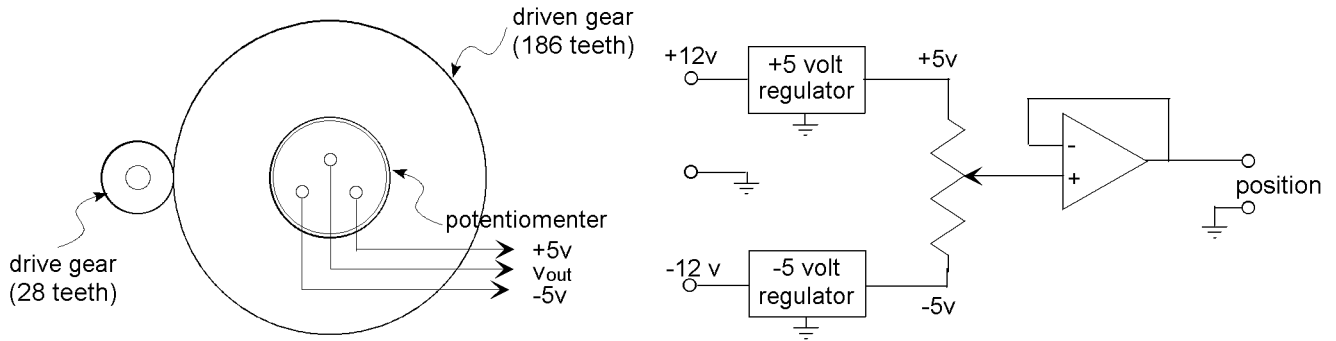 driven gear
(186 teeth)
drive gear
(28 teeth)
potentiomenter
+5v
Vout
-5v
+12v
+5 volt
regulator
+5v
-
+
position
-12 v
-5 volt
regulator
-5v